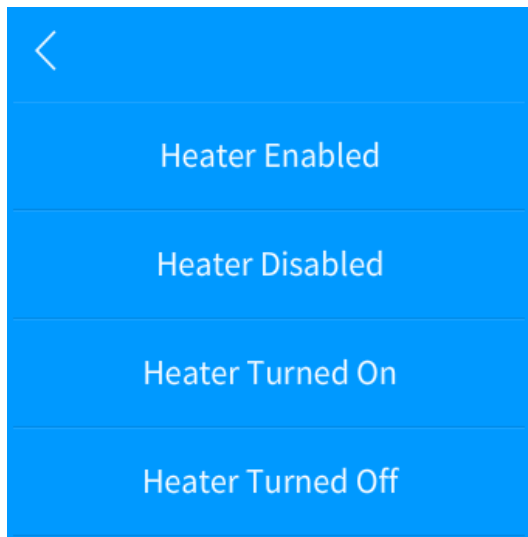 Heater Enabled
Heater Disabled
Heater Turned On
Heater Turned Off